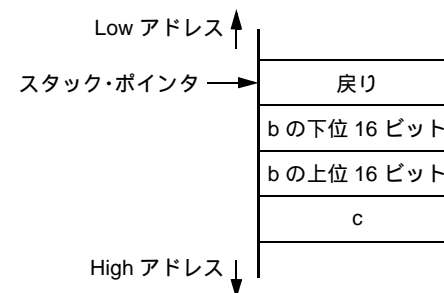 Low アドレス
スタック・ポインタ
戻り
b の下位 16 ビット
b の上位 16 ビット
c
High アドレス